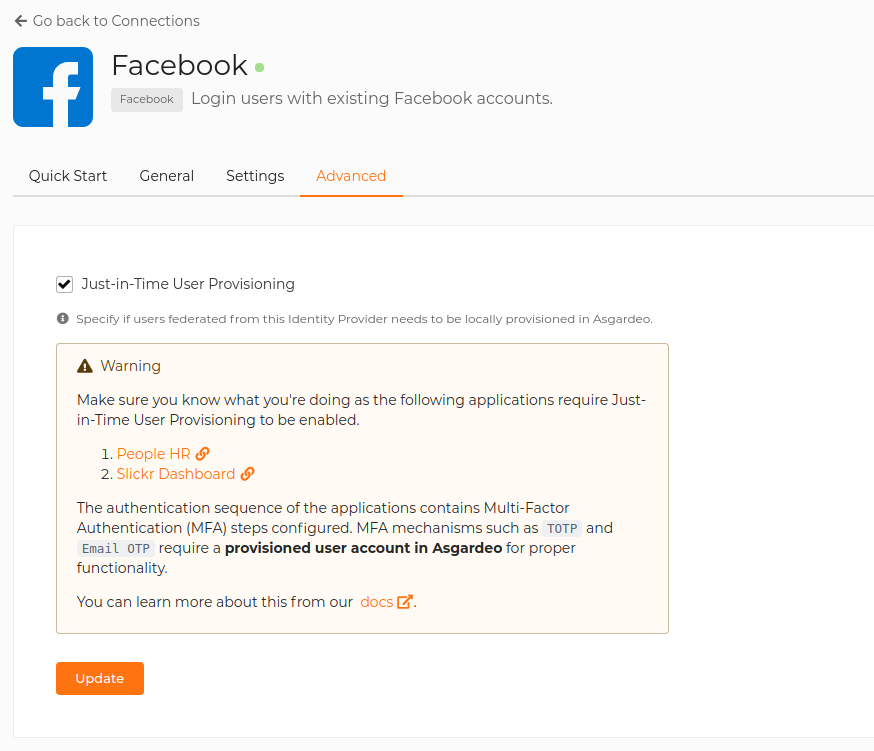 Go back to Connections
Facebook
Facebook Login users with existing Facebook accounts.
Quick Start General Settings Advanced
Just-in-Time User Provisioning
Specify if users federated from this Identity Provider needs to be locally provisioned in Asgardeo.
Warning
Make sure you know what you're doing as the following applications require Just-
in-Time User Provisioning to be enabled.
1. People HR
2. Slickr Dashboard
The authentication sequence of the applications contains Multi-Factor
Authentication (MFA) steps configured. MFA mechanisms such as TOTP and
Email OTP require a provisioned user account in Asgardeo for proper
functionality.
You can learn more about this from our docs.
Update